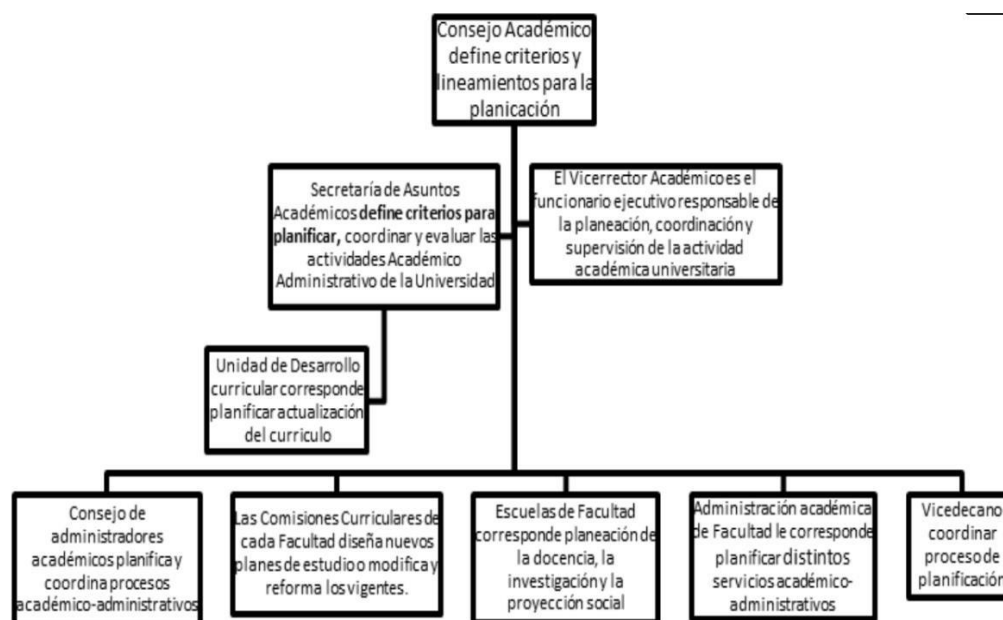 Consejo Académico
define criterios y
lineamientos para la
planicación
Secretaría de Asuntos
Académicos define criterios para
planificar, coordinar y evaluar las
actividades Académico
Administrativo de la Universidad
El Vicerrector Académico es el
funcionario ejecutivo responsable de
la planeación, coordinación y
supervisión de la actividad
académica universitaria
Unidad de Desarrollo
curricular corresponde
planificar actualización
del curriculo
Consejo de
administradores
académicos planifica y
coordina procesos
académico-administrativos
Las Comisiones Curriculares de
cada Facultad diseña nuevos
planes de estudio o modifica y
reforma los vigentes.
Escuelas de Facultad
corresponde planeación de
la docencia, la
investigación y la
proyección social
Administración académica
de Facultad le corresponde
planificar distintos
servicios académico-
administrativos
Vicedecano
coordinar
proceso de
planificación